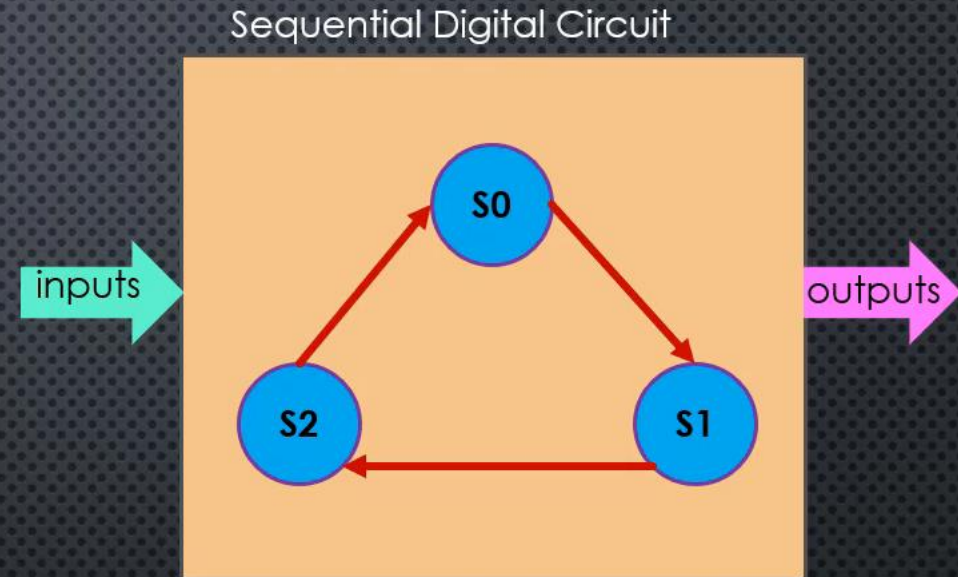 Sequential Digital Circuit
S0
inputs
outputs
S2
S1